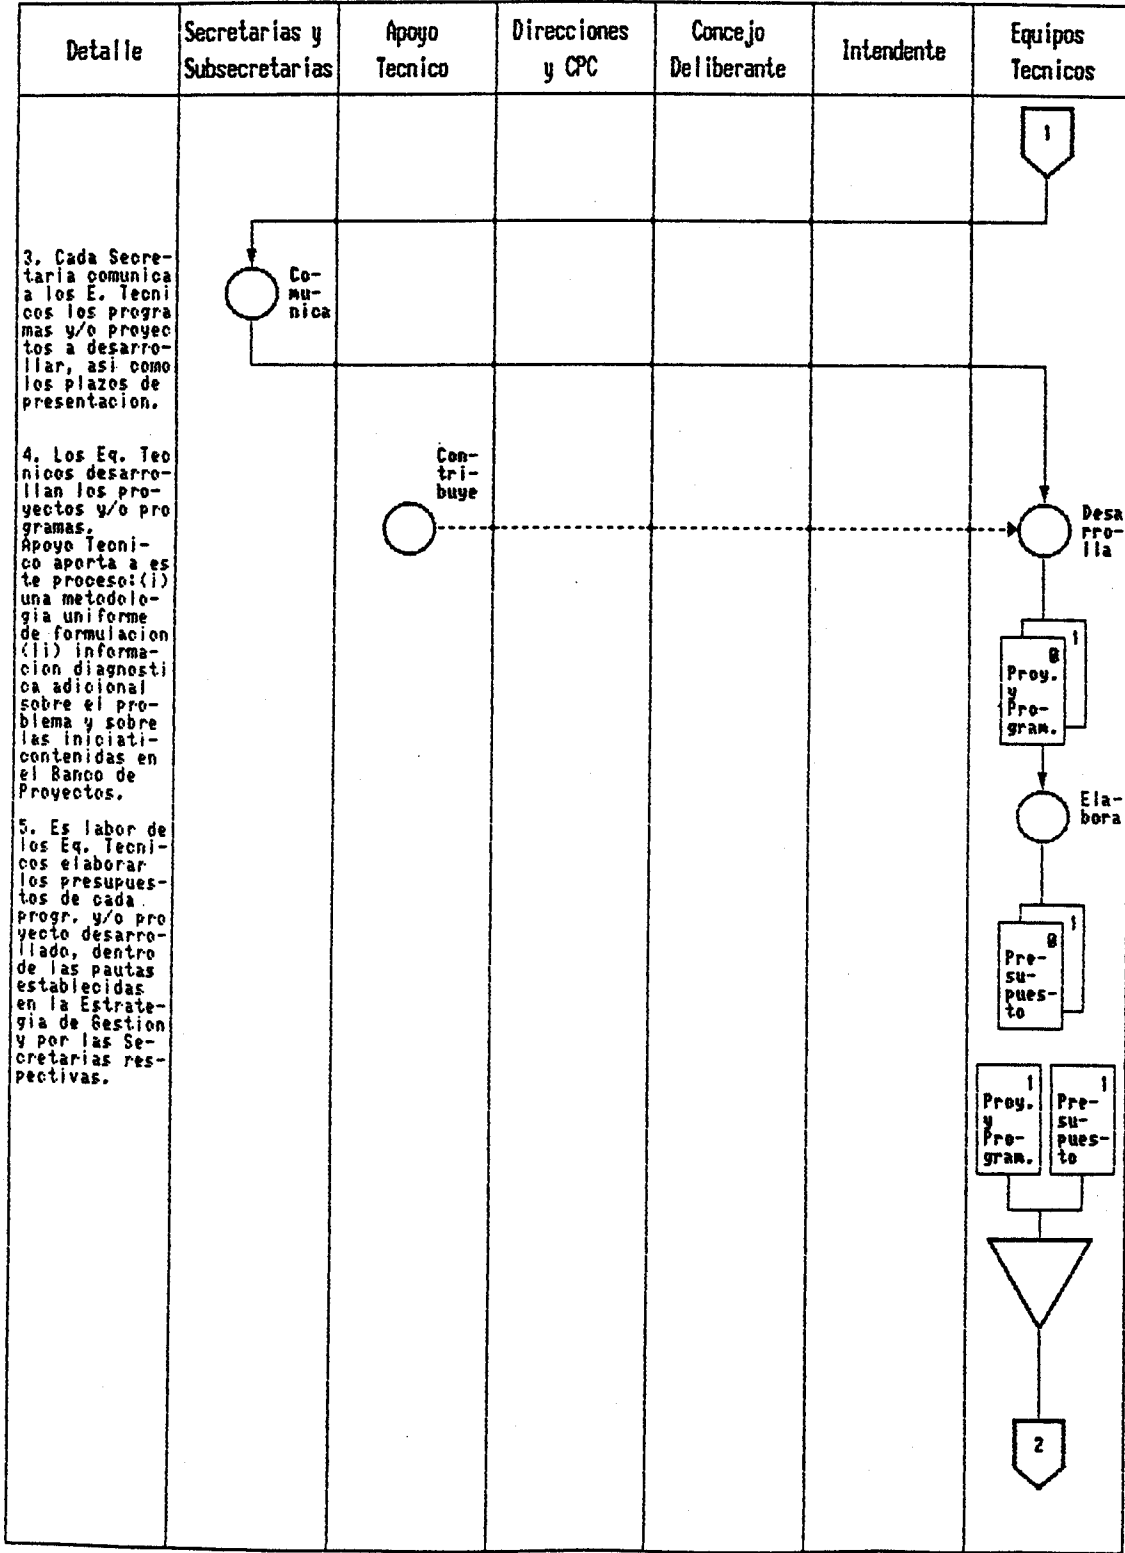 Detalle
Secretarias y
Subsecretarias
Apoyo
Tecnico
Direcciones
y CPC
Concejo
Deliberante
Intendente
Equipos
Tecnicos
1
3. Cada Secre-
taria comunica
a los E. Tecni
cos los progra
mas y/o proyec
tos a desarro-
llar, asi como
los plazos de
presentacion.
Co-
mu-
nica
4. Los Eq. Tec
nicos desarro-
llan los pro-
yectos y/o pro
gramas.
Apoyo Tecni-
co aporta a es
te proceso:(i)
una metodolo-
gia uniforme
de formulacion
(ii) informa-
cion diagnosti
ca adicional
sobre el pro-
blema y sobre
las iniciati-
contenidas en
el Banco de
Proyectos.
Con-
tri-
buye
Desa
rro-
lla
1
0
Proy.
y
Pro-
gram.
Ela-
bora
5. Es labor de
los Eq. Tecni-
cos elaborar
los presupues-
tos de cada
progr. y/o pro
yecto desarro-
llado, dentro
de las pautas
establecidas
en la Estrate-
gia de Gestion
y por las Se-
cretarias res-
pectivas.
1
0
Pre-
su-
pues-
to
1
Proy.
y
Pro-
gram.
1
Pre-
su-
pues-
to
2